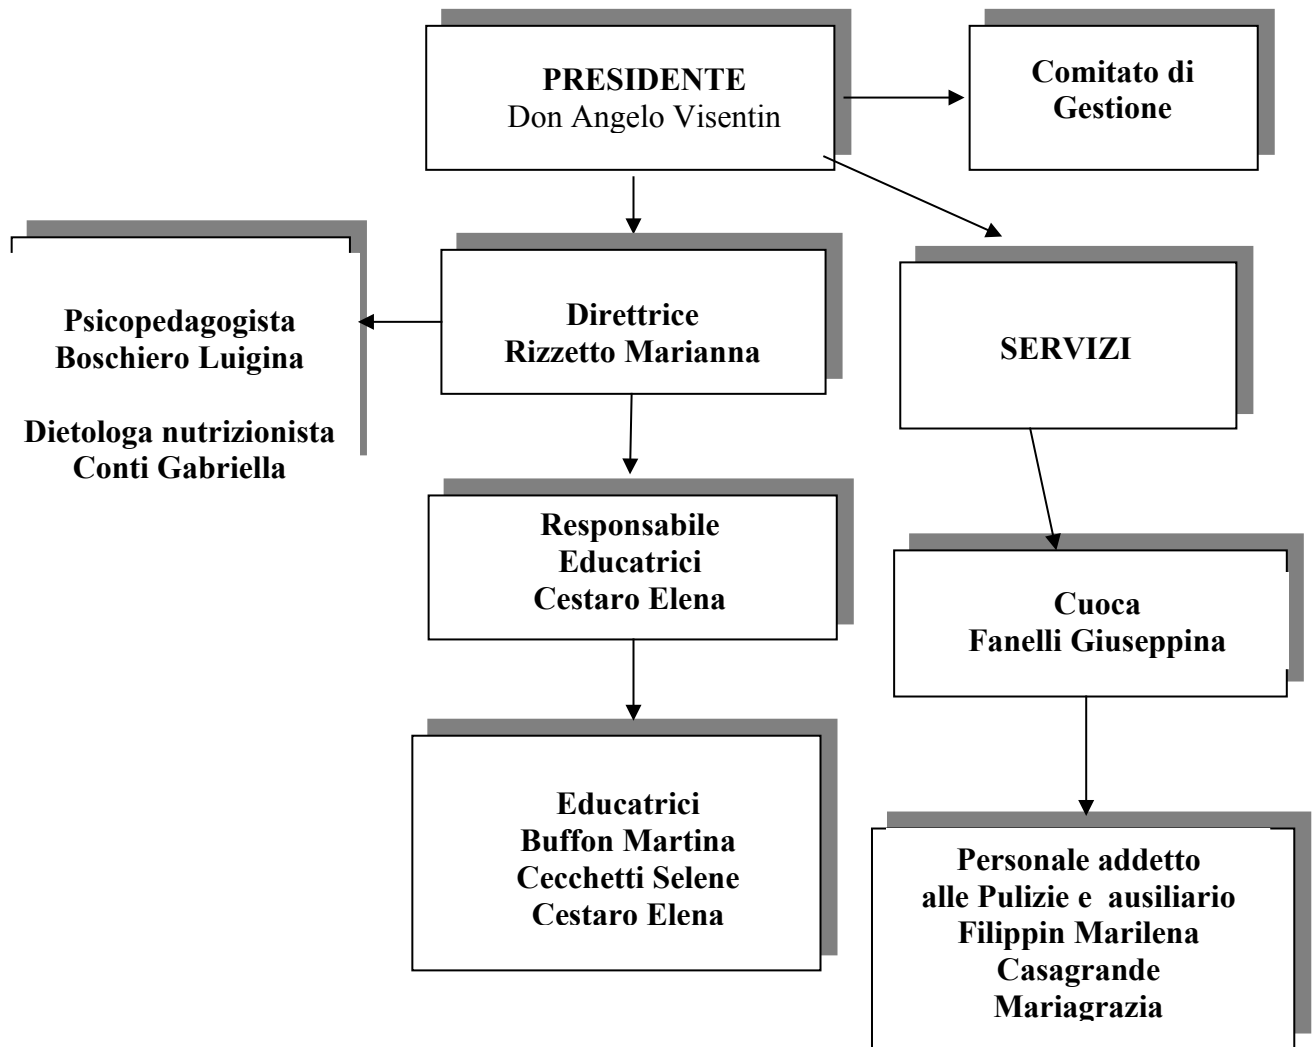 PRESIDENTE
Don Angelo Visentin
Comitato di
Gestione
Psicopedagogista
Boschiero Luigina
Dietologa nutrizionista
Conti Gabriella
Direttrice
Rizzetto Marianna
SERVIZI
Responsabile
Educatrici
Cestaro Elena
Cuoca
Fanelli Giuseppina
Educatrici
Buffon Martina
Cecchetti Selene
Cestaro Elena
Personale addetto
alle Pulizie e ausiliario
Filippin Marilena
Casagrande
Mariagrazia